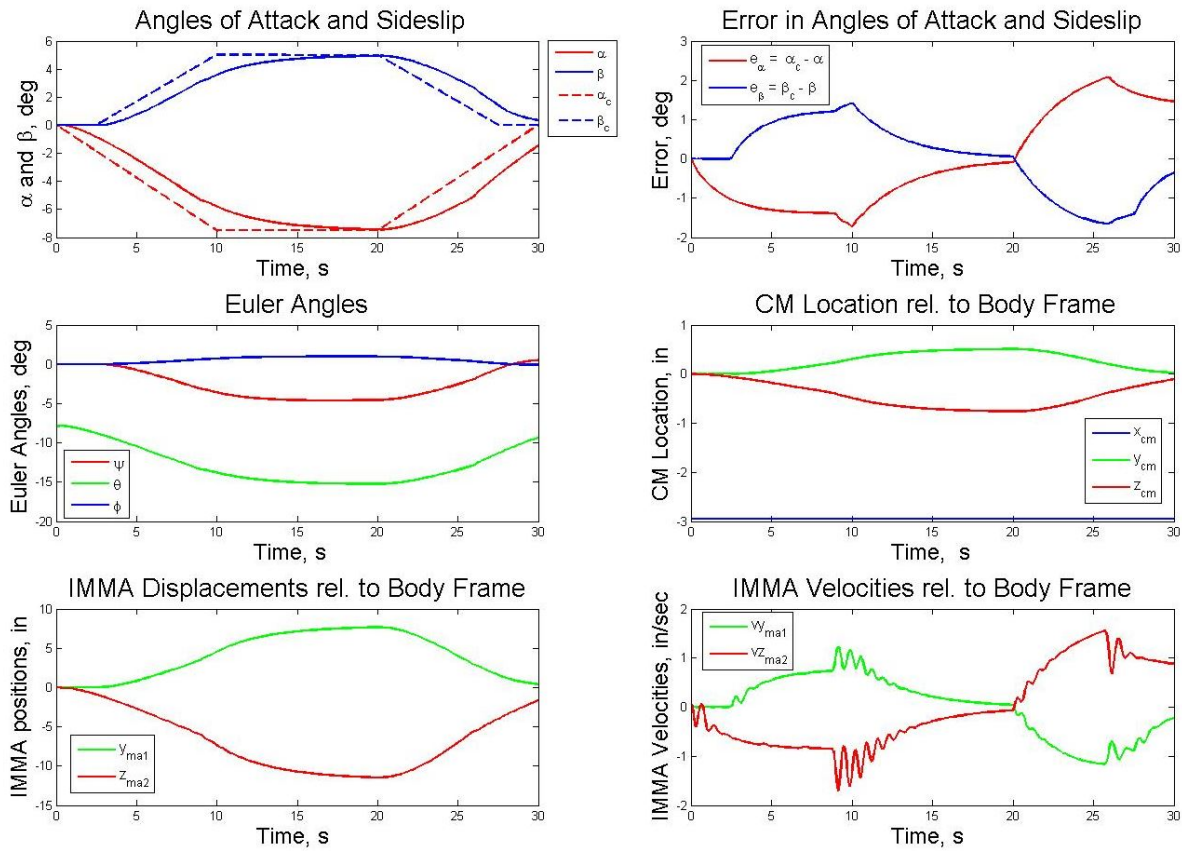 Angles of Attack and Sideslip
6
4
2
0
-2
-4
-6
-8
α and β, deg
0 5 10 15 20 25 30
Time, s
α
β
α_c
β_c
Error in Angles of Attack and Sideslip
3
2
1
0
-1
-2
Error, deg
e_α = α_c - α
e_β = β_c - β
0 5 10 15 20 25 30
Time, s
Euler Angles
5
0
-5
-10
-15
-20
Euler Angles, deg
ψ
θ
ϕ
0 5 10 15 20 25 30
Time, s
CM Location rel. to Body Frame
1
0
-1
-2
-3
CM Location, in
x_cm
y_cm
z_cm
0 5 10 15 20 25 30
Time, s
IMMA Displacements rel. to Body Frame
10
5
0
-5
-10
-15
IMMA positions, in
y_ma1
z_ma2
0 5 10 15 20 25 30
Time, s
IMMA Velocities rel. to Body Frame
2
1
0
-1
-2
IMMA Velocities, in/sec
vy_ma1
vz_ma2
0 5 10 15 20 25 30
Time, s